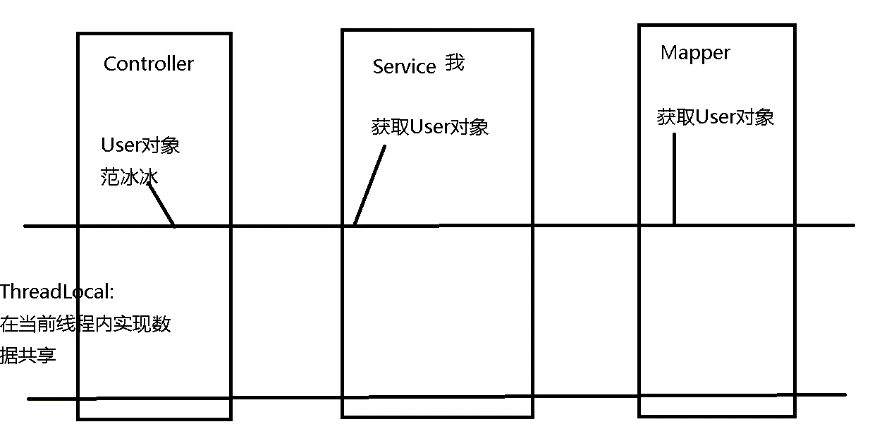 Controller
User对象
范冰冰
Service 我
获取User对象
Mapper
获取User对象
ThreadLocal:
在当前线程内实现数
据共享